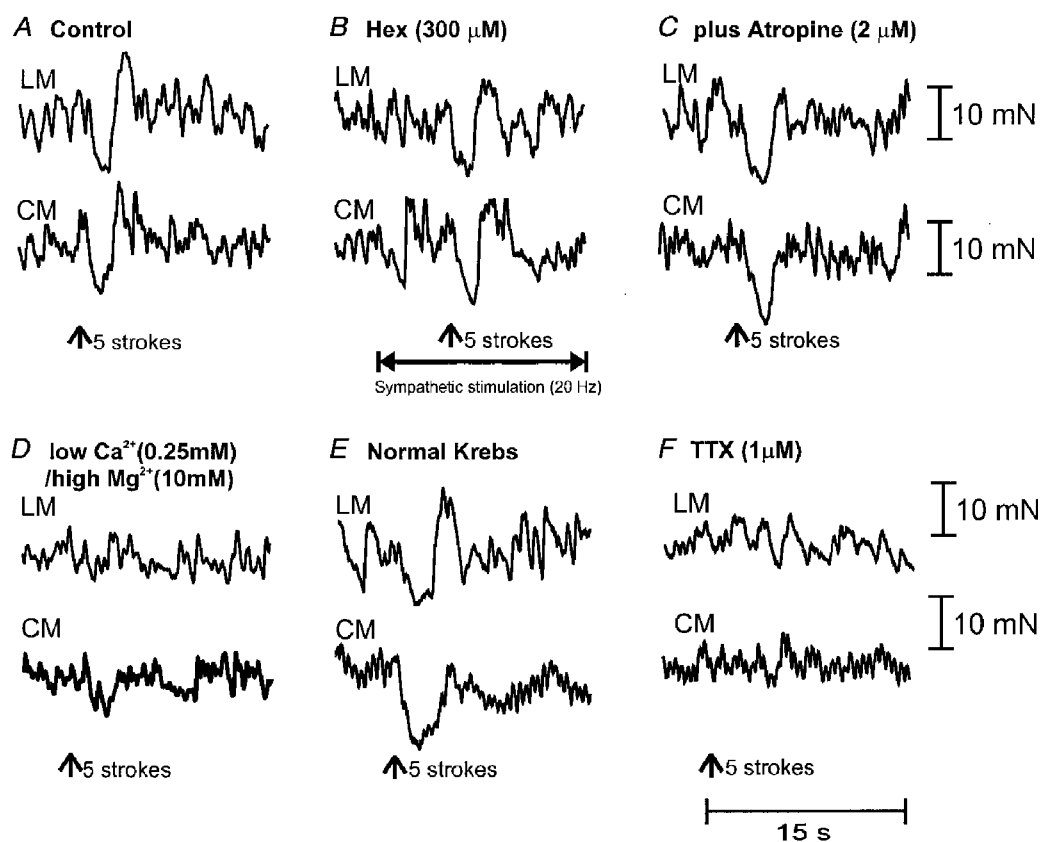 A Control
LM
CM
5 strokes
B Hex (300 µM)
LM
CM
5 strokes
Sympathetic stimulation (20 Hz)
C plus Atropine (2 µM)
LM
10 mN
CM
10 mN
5 strokes
D low Ca²⁺(0.25mM)
/high Mg²⁺(10mM)
LM
CM
5 strokes
E Normal Krebs
LM
CM
5 strokes
F TTX (1µM)
LM
10 mN
CM
10 mN
5 strokes
15 s